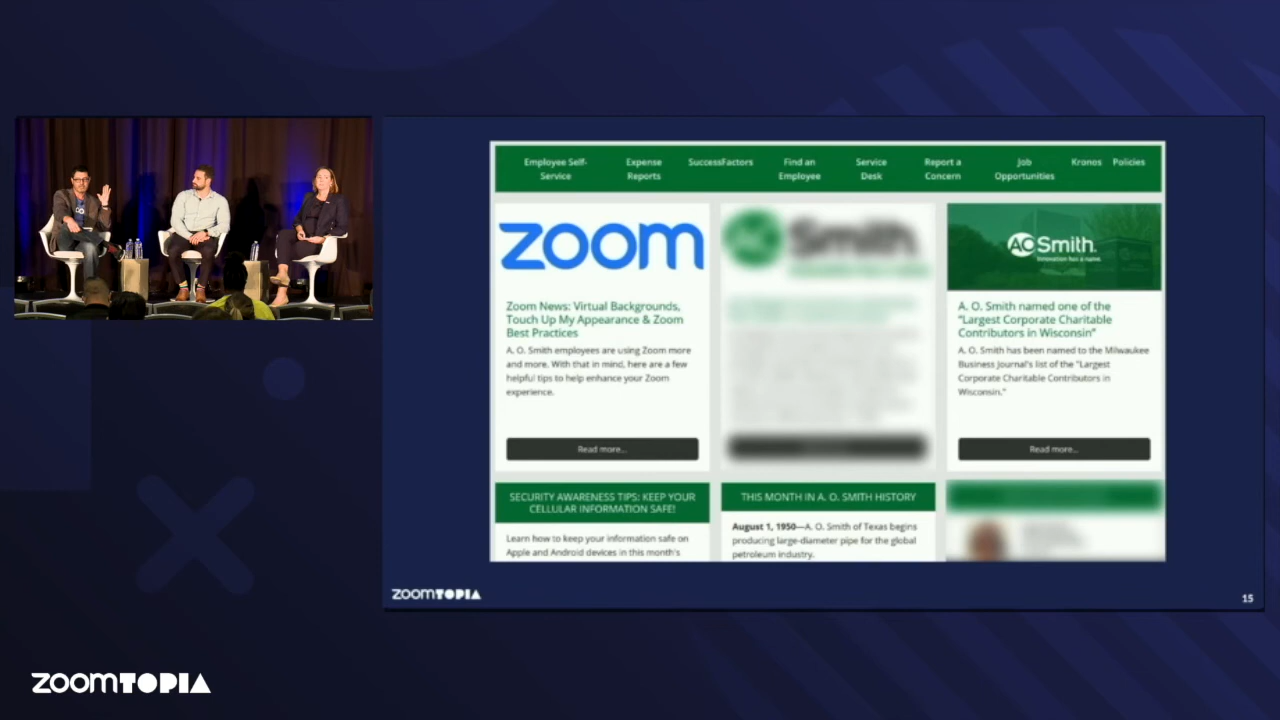 Employee Self-
Service
Expense
Reports
SuccessFactors
Find an
Employee
Service
Desk
Report a
Concern
Job
Opportunities
Kronos
Policies
zoom
Zoom News: Virtual Backgrounds,
Touch Up My Appearance & Zoom
Best Practices
A. O. Smith employees are using Zoom more
and more. With that in mind, here are a few
helpful tips to help enhance your Zoom
experience.
Read more...
Smith
AOSmith.
Innovation has a name.
A. O. Smith named one of the
"Largest Corporate Charitable
Contributors in Wisconsin"
A. O. Smith has been named to the Milwaukee
Business Journal's list of the "Largest
Corporate Charitable Contributors in
Wisconsin."
Read more...
SECURITY AWARENESS TIPS: KEEP YOUR
CELLULAR INFORMATION SAFE!
Learn how to keep your information safe on
Apple and Android devices in this month's
THIS MONTH IN A. O. SMITH HISTORY
August 1, 1950—A. O. Smith of Texas begins
producing large-diameter pipe for the global
petroleum industry.
zoomTOPIA
15
zoomTOPIA